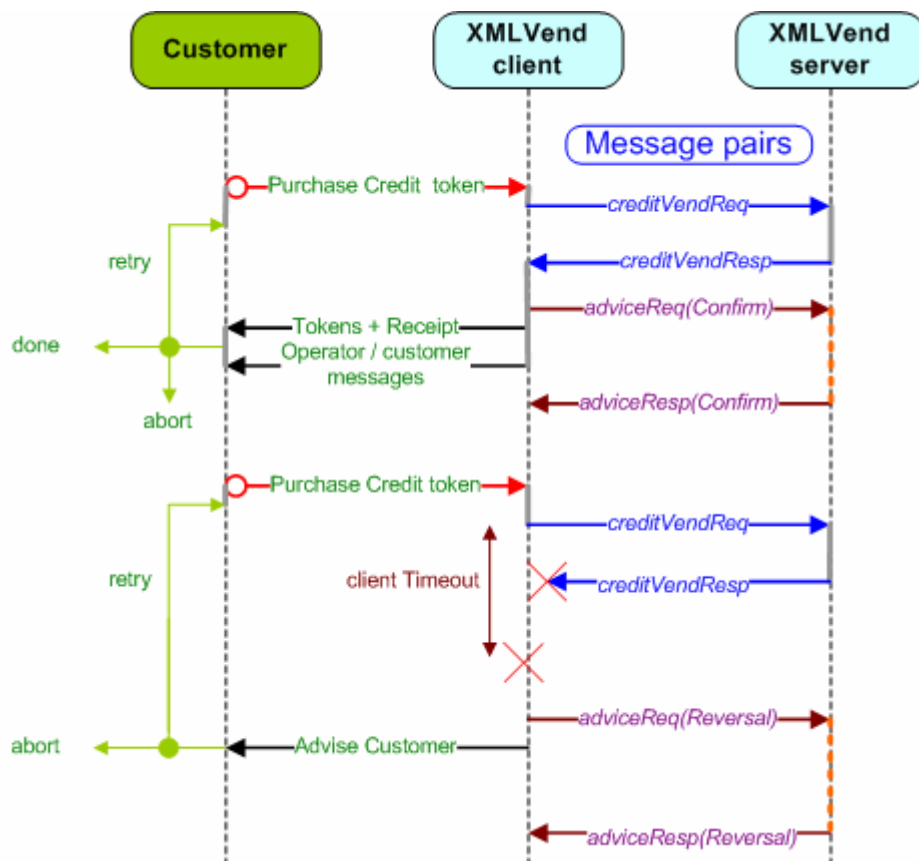 Customer
XMLVend
client
XMLVend
server
Message pairs
Purchase Credit token
creditVendReq
retry
creditVendResp
adviceReq(Confirm)
Tokens + Receipt
done
Operator / customer
messages
abort
adviceResp(Confirm)
Purchase Credit token
creditVendReq
retry
client Timeout
creditVendResp
adviceReq(Reversal)
abort
Advise Customer
adviceResp(Reversal)